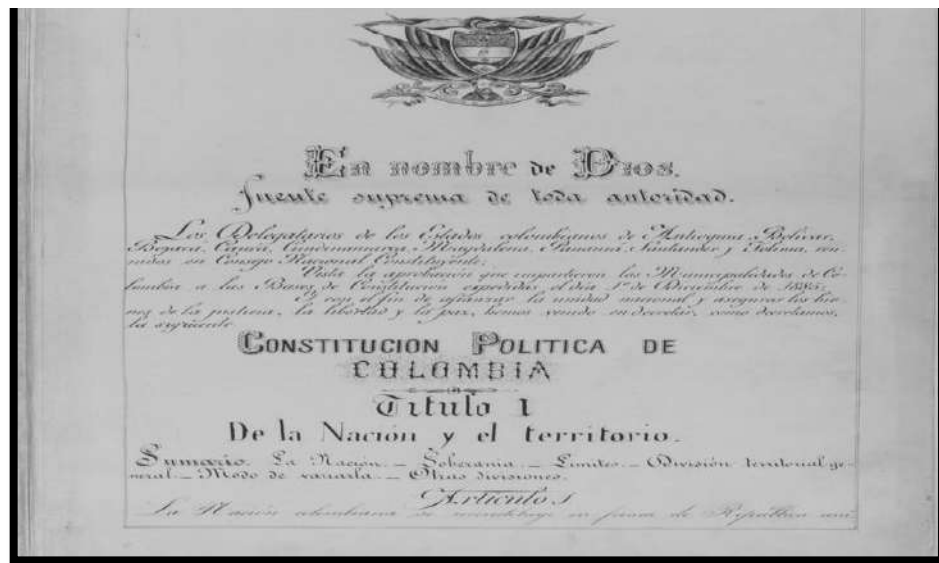 En nombre de Dios.
fuente suprema de toda autoridad.
Los Delegatarios de los Estados colombianos de Antioquia, Bolívar,
Boyacá, Cauca, Cundinamarca, Magdalena, Panamá, Santander y Tolima, reu-
nidos en Consejo Nacional Constituyente;
Vista la aprobación que impartieron las Municipalidades de Co-
lombia a las Bases de Constitución expedidas el día 1º de Diciembre de 1885;
Y con el fin de afianzar la unidad nacional y asegurar los bie-
nes de la justicia, la libertad y la paz, hemos venido en decretar, como decretamos,
la siguiente
CONSTITUCION POLITICA DE
COLOMBIA
Titulo I
De la Nación y el territorio.
Sumario. La Nación. – Soberanía. – Límites. – División territorial ge-
neral. – Modo de variarla. – Otras divisiones.
Artículo 1
La Nación colombiana se reconstituye en forma de República uni-